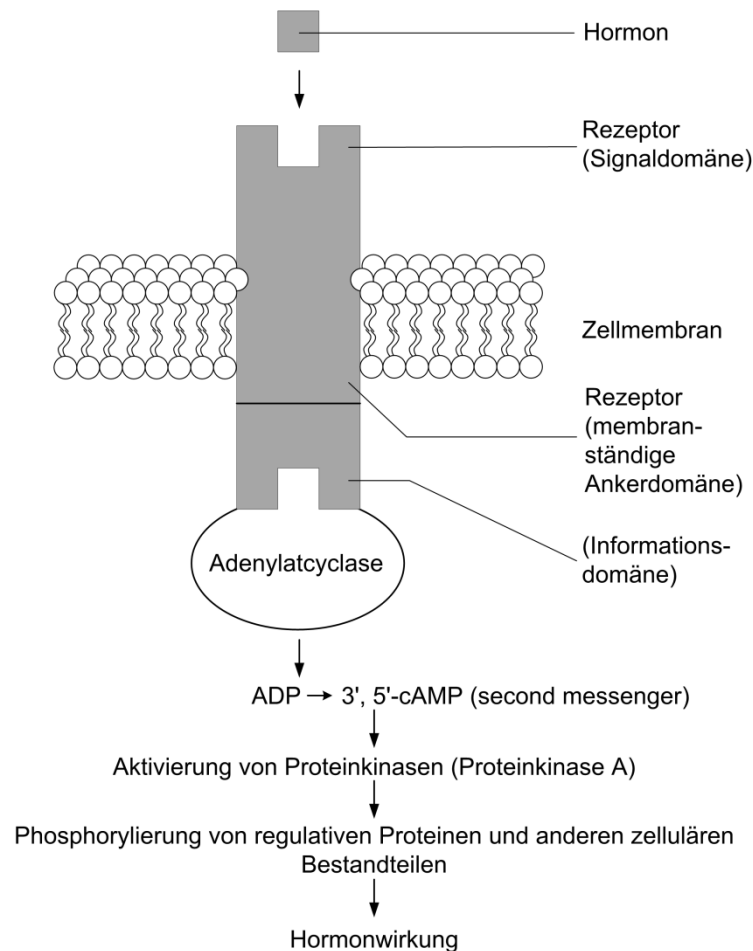 Hormon
Rezeptor
(Signaldomäne)
Zellmembran
Rezeptor
(membran-
ständige
Ankerdomäne)
(Informations-
domäne)
Adenylatcyclase
ADP → 3', 5'-cAMP (second messenger)
Aktivierung von Proteinkinasen (Proteinkinase A)
Phosphorylierung von regulativen Proteinen und anderen zellulären
Bestandteilen
Hormonwirkung